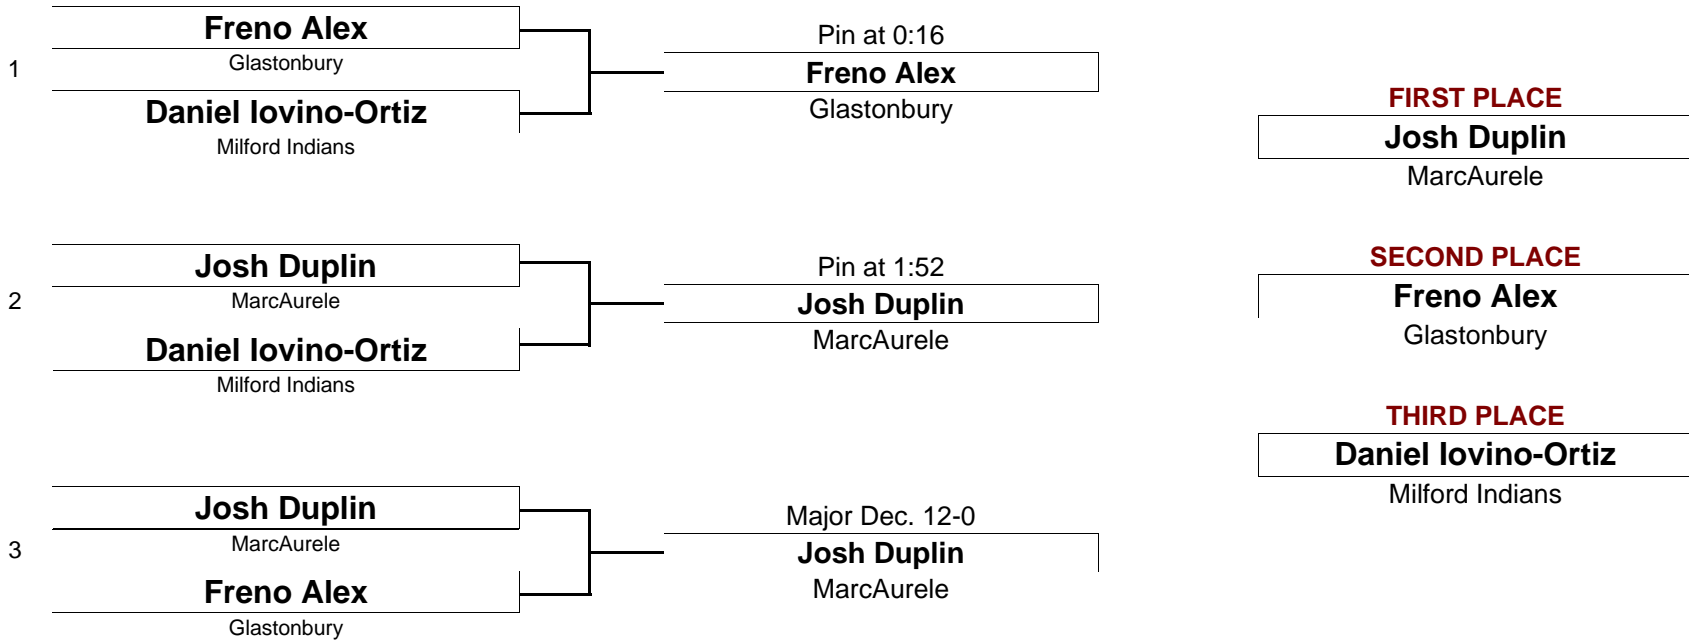 1
Freno Alex
Glastonbury
Daniel Iovino-Ortiz
Milford Indians
Pin at 0:16
Freno Alex
Glastonbury
2
Josh Duplin
MarcAurele
Daniel Iovino-Ortiz
Milford Indians
Pin at 1:52
Josh Duplin
MarcAurele
3
Josh Duplin
MarcAurele
Freno Alex
Glastonbury
Major Dec. 12-0
Josh Duplin
MarcAurele
FIRST PLACE
Josh Duplin
MarcAurele
SECOND PLACE
Freno Alex
Glastonbury
THIRD PLACE
Daniel Iovino-Ortiz
Milford Indians